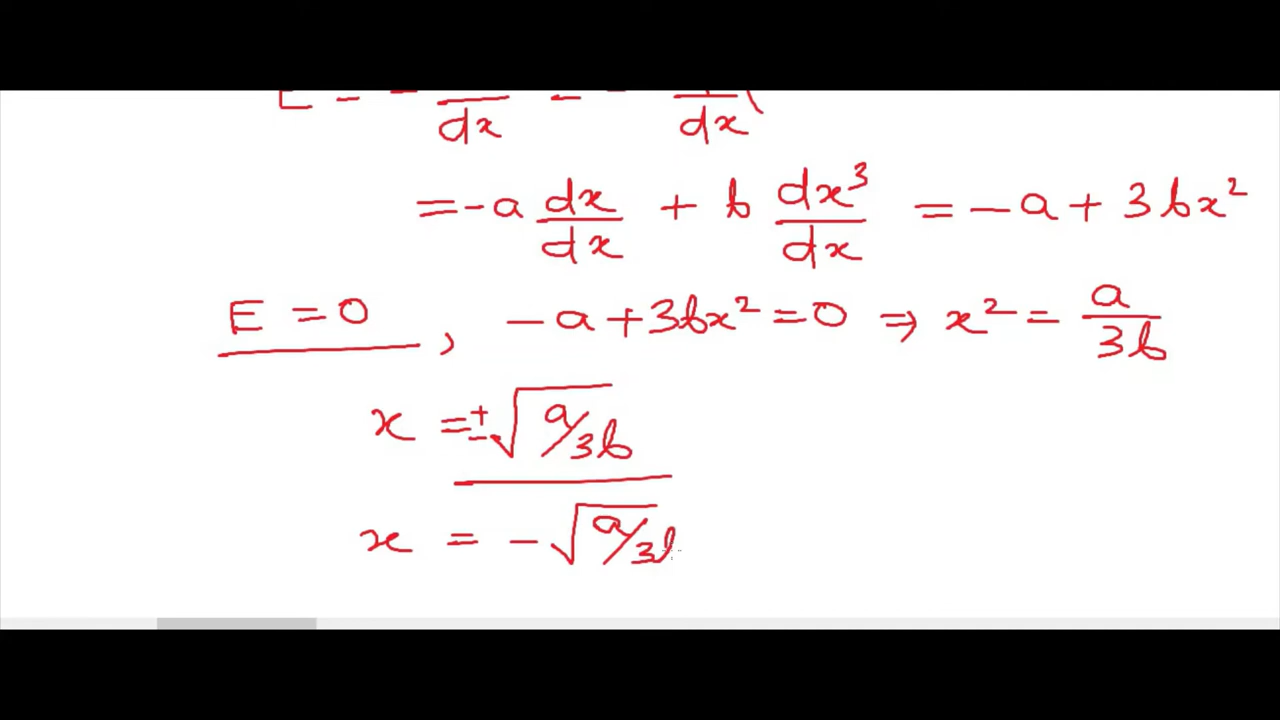 dx dx
= -a dx/dx + b dx³/dx = -a + 3bx²
E = 0 , -a + 3bx² = 0 ⇒ x² = a/3b
x = ±√a/3b
x = -√a/3b